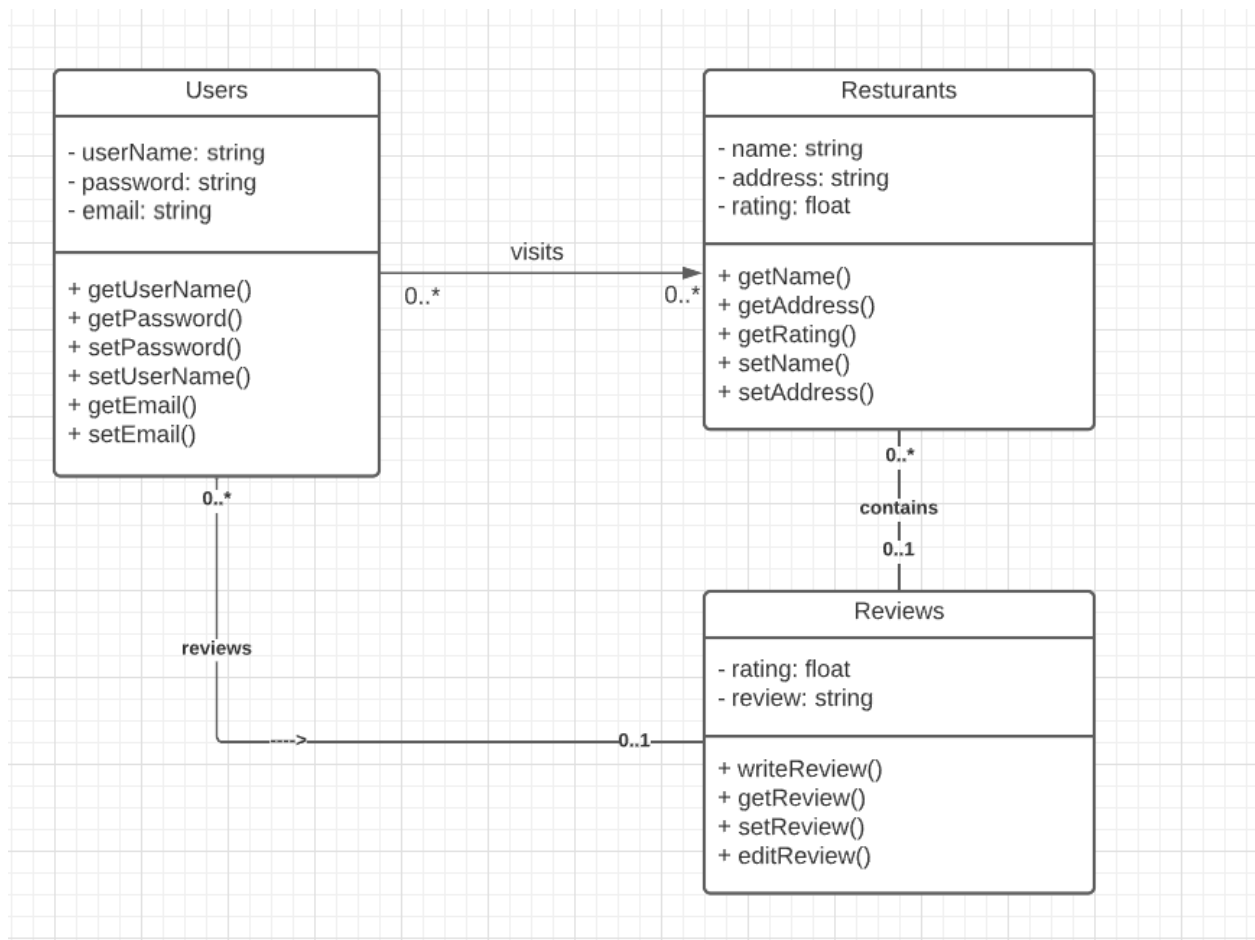 Users
- userName: string
- password: string
- email: string
+ getUserName()
+ getPassword()
+ setPassword()
+ setUserName()
+ getEmail()
+ setEmail()
visits
0..*
0..*
Resturants
- name: string
- address: string
- rating: float
+ getName()
+ getAddress()
+ getRating()
+ setName()
+ setAddress()
0..*
contains
0..1
0..*
reviews
---->
0..1
Reviews
- rating: float
- review: string
+ writeReview()
+ getReview()
+ setReview()
+ editReview()